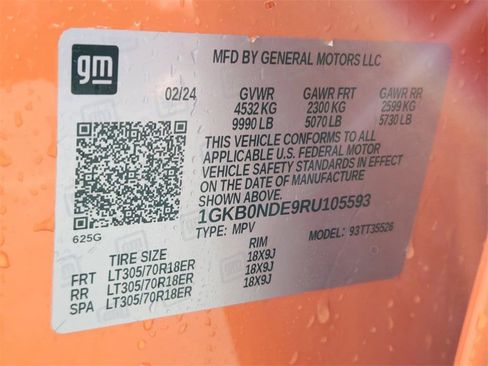 gm
MFD BY GENERAL MOTORS LLC
02/24 GVWR GAWR FRT GAWR RR
4532 KG 2300 KG 2599 KG
9990 LB 5070 LB 5730 LB
THIS VEHICLE CONFORMS TO ALL
APPLICABLE U.S. FEDERAL MOTOR
VEHICLE SAFETY STANDARDS IN EFFECT
ON THE DATE OF MANUFACTURE
SHOWN ABOVE.
1GKB0NDE9RU105593
TYPE: MPV MODEL: 93TT35526
625G
TIRE SIZE RIM
FRT LT305/70R18ER 18X9J
RR LT305/70R18ER 18X9J
SPA LT305/70R18ER 18X9J